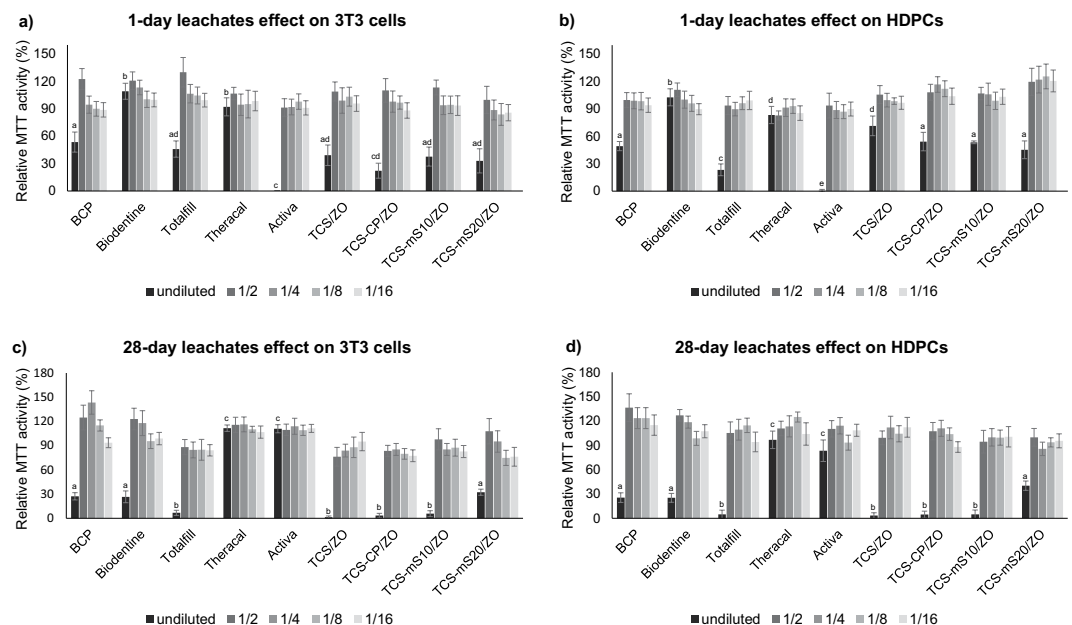 a) 1-day leachates effect on 3T3 cells
Relative MTT activity (%)
150
120
90
60
30
0
a b ad b c ad cd ad ad
BCP Biodentine Totalfill Theracal Activa TCS/ZO TCS-CP/ZO TCS-mS10/ZO TCS-mS20/ZO
undiluted 1/2 1/4 1/8 1/16
b) 1-day leachates effect on HDPCs
Relative MTT activity (%)
150
120
90
60
30
0
a b c d e d a a a
BCP Biodentine Totalfill Theracal Activa TCS/ZO TCS-CP/ZO TCS-mS10/ZO TCS-mS20/ZO
undiluted 1/2 1/4 1/8 1/16
c) 28-day leachates effect on 3T3 cells
Relative MTT activity (%)
180
150
120
90
60
30
0
a a b c c b b b a
BCP Biodentine Totalfill Theracal Activa TCS/ZO TCS-CP/ZO TCS-mS10/ZO TCS-mS20/ZO
undiluted 1/2 1/4 1/8 1/16
d) 28-day leachates effect on HDPCs
Relative MTT activity (%)
180
150
120
90
60
30
0
a a b c c b b b a
BCP Biodentine Totalfill Theracal Activa TCS/ZO TCS-CP/ZO TCS-mS10/ZO TCS-mS20/ZO
undiluted 1/2 1/4 1/8 1/16